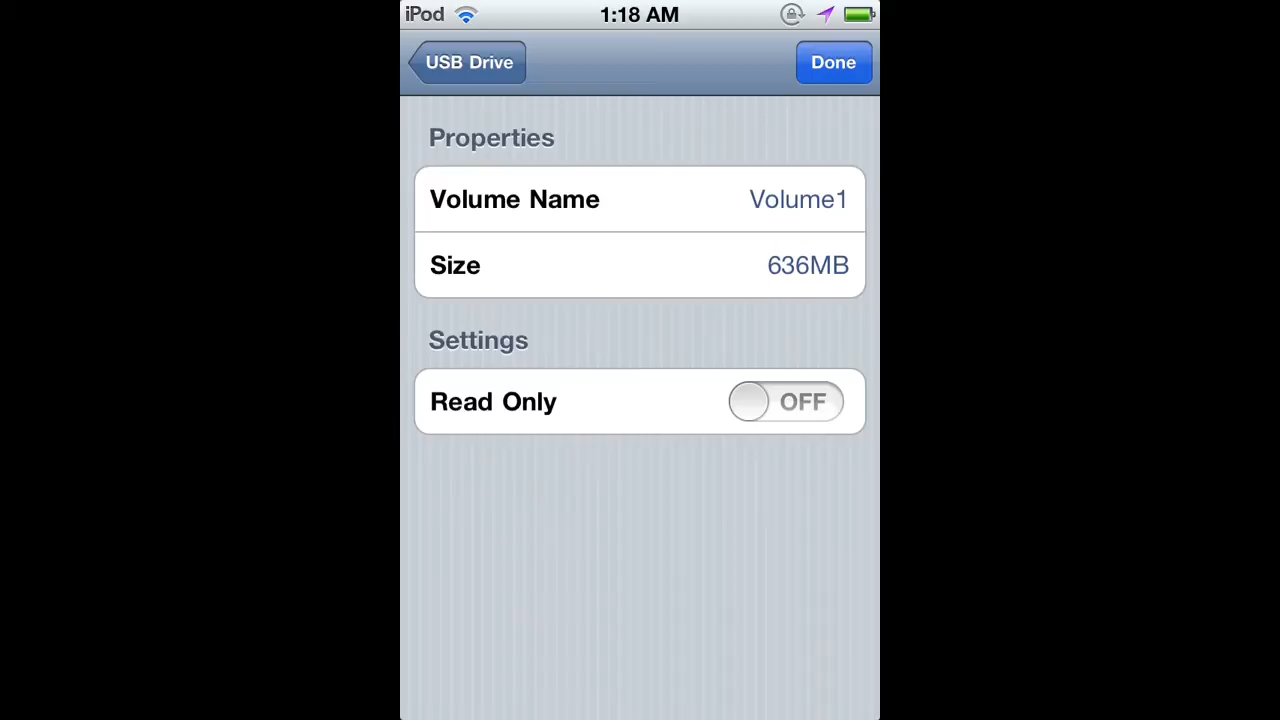 iPod 1:18 AM
USB Drive Done
Properties
Volume Name Volume1
Size 636MB
Settings
Read Only OFF